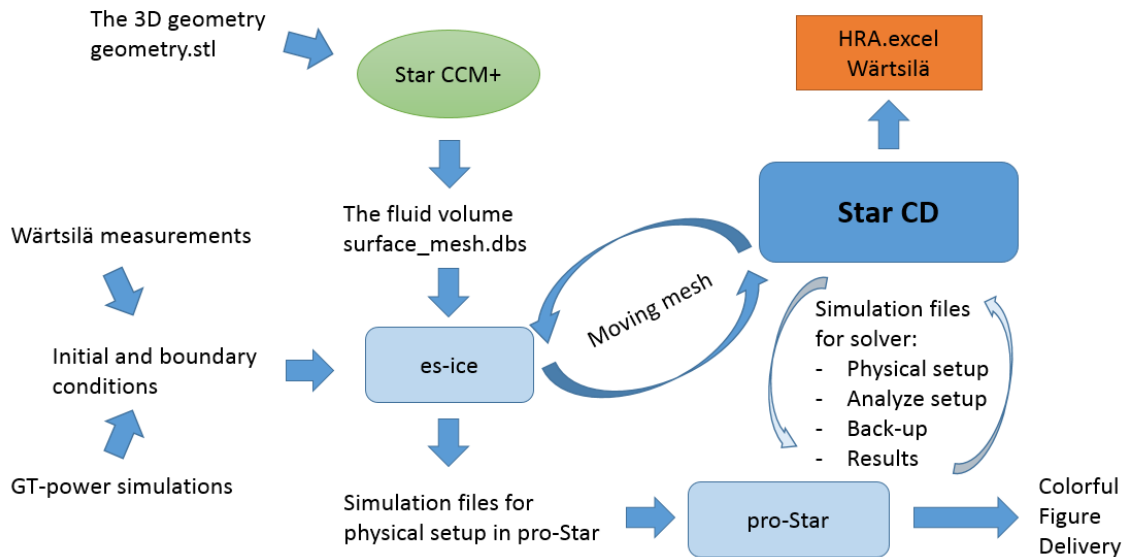 The 3D geometry
geometry.stl
Star CCM+
HRA.excel
Wärtsilä
The fluid volume
surface_mesh.dbs
Star CD
Wärtsilä measurements
Moving mesh
Initial and boundary
conditions
es-ice
Simulation files
for solver:
- Physical setup
- Analyze setup
- Back-up
- Results
GT-power simulations
Simulation files for
physical setup in pro-Star
pro-Star
Colorful
Figure
Delivery